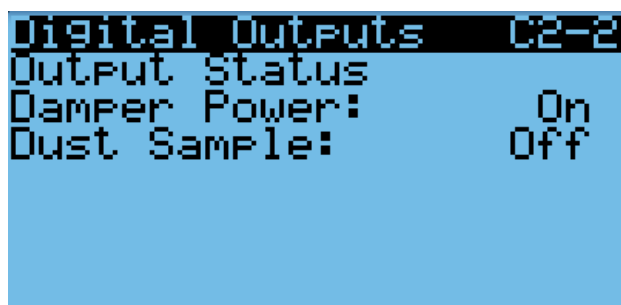 Digital Outputs C2-2
Output Status
Damper Power: On
Dust Sample: Off